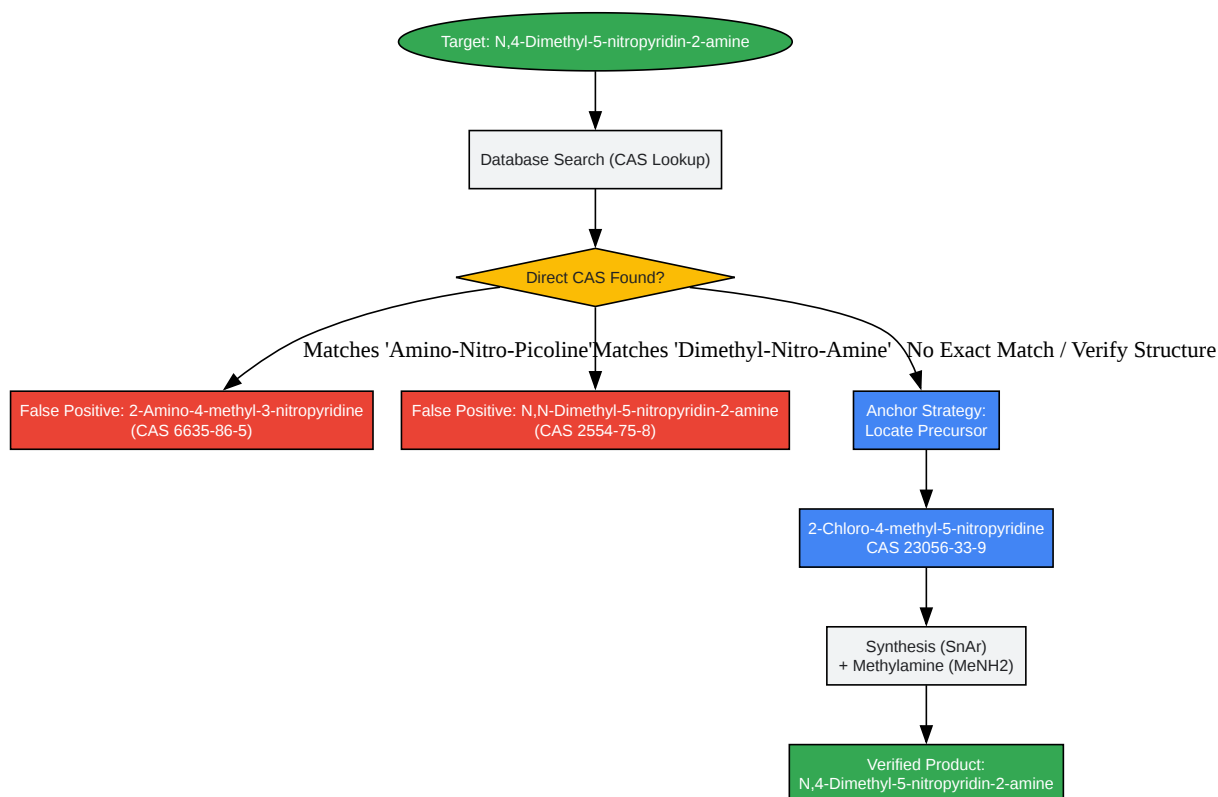 Target: N,4-Dimethyl-5-nitropyridin-2-amine
Database Search (CAS Lookup)
Direct CAS Found?
Matches 'Amino-Nitro-Picoline'
Matches 'Dimethyl-Nitro-Amine'
No Exact Match / Verify Structure
False Positive: 2-Amino-4-methyl-3-nitropyridine
(CAS 6635-86-5)
False Positive: N,N-Dimethyl-5-nitropyridin-2-amine
(CAS 2554-75-8)
Anchor Strategy:
Locate Precursor
2-Chloro-4-methyl-5-nitropyridine
CAS 23056-33-9
Synthesis (SnAr)
+ Methylamine (MeNH2)
Verified Product:
N,4-Dimethyl-5-nitropyridin-2-amine